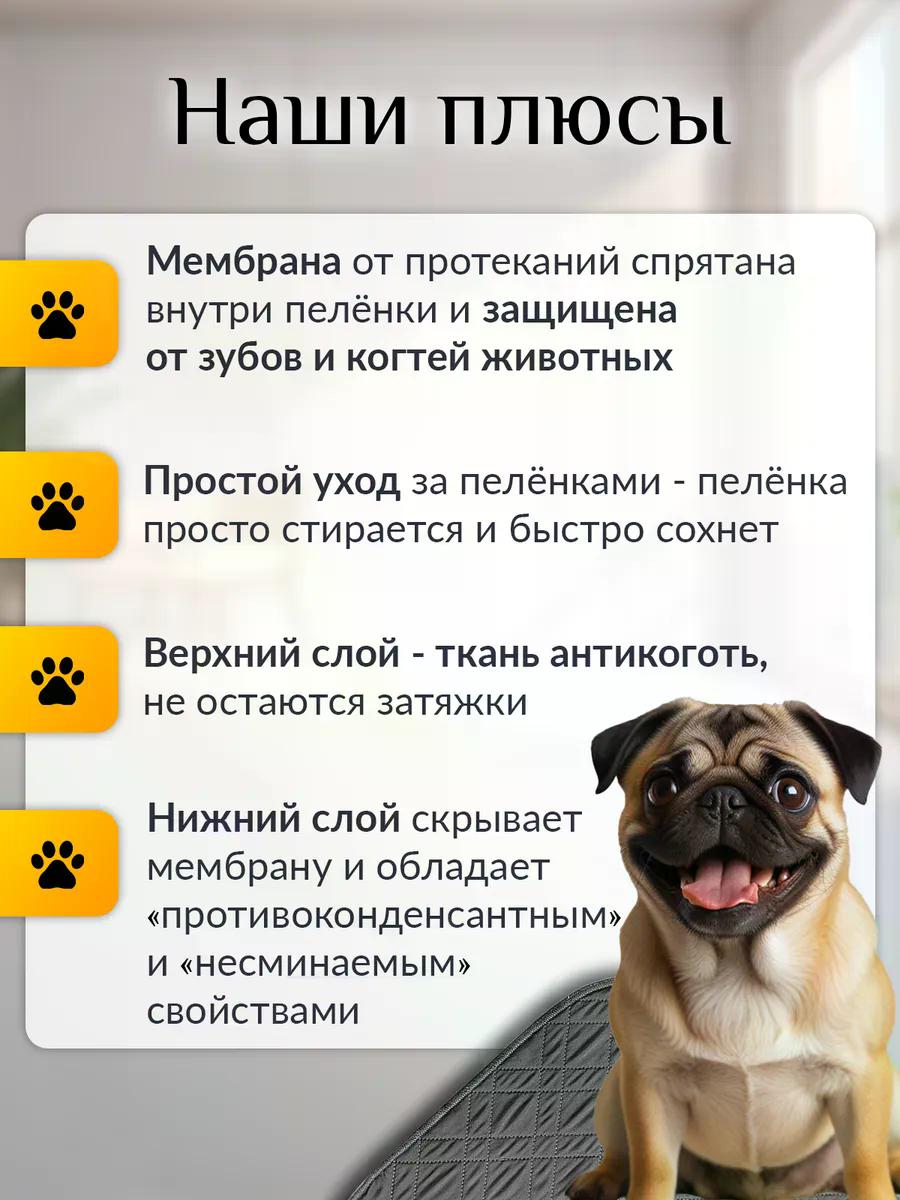 Наши плюсы
Мембрана от протеканий спрятана
внутри пелёнки и защищена
от зубов и когтей животных
Простой уход за пелёнками - пелёнка
просто стирается и быстро сохнет
Верхний слой - ткань антикоготь,
не остаются затяжки
Нижний слой скрывает
мембрану и обладает
«противоконденсантным»
и «несминаемым»
свойствами